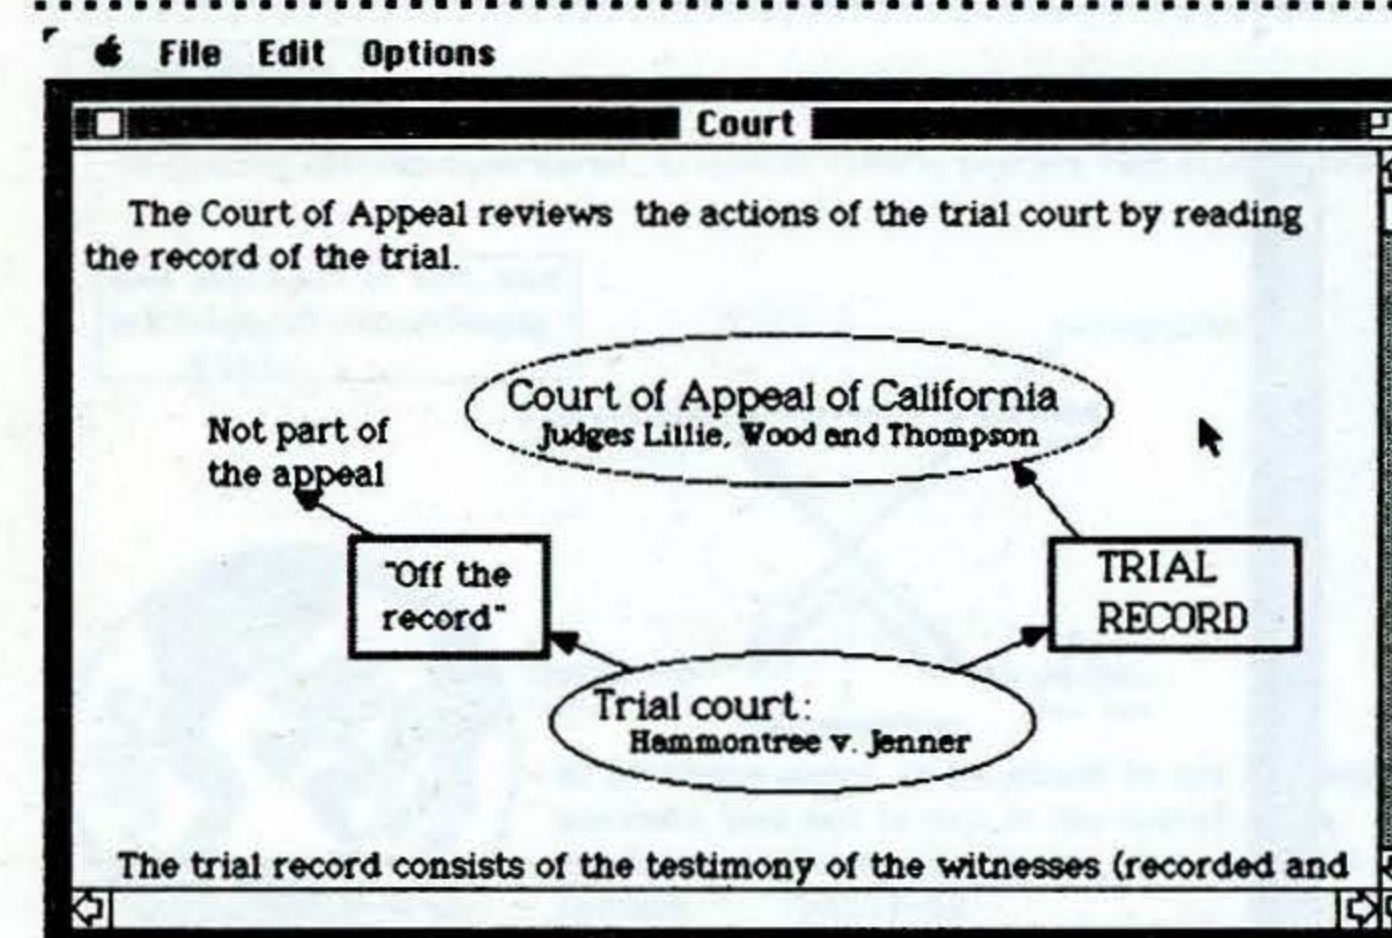 File Edit Options
Court
The Court of Appeal reviews the actions of the trial court by reading
the record of the trial.
Court of Appeal of California
Judges Lillie, Wood and Thompson
Not part of
the appeal
"Off the
record"
TRIAL
RECORD
Trial court:
Hammontree v. Jenner
The trial record consists of the testimony of the witnesses (recorded and